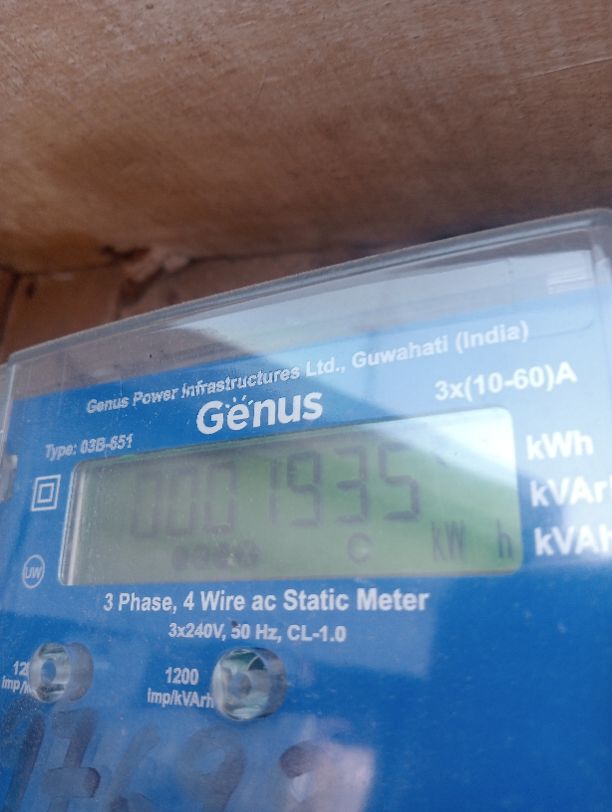 Genus Power Infrastructures Ltd., Guwahati (India)
Genus
3x(10-60)A
Type: 03B-651
kWh
0001935
kVArh
C
kW h
kVAh
UW
3 Phase, 4 Wire ac Static Meter
3x240V, 50 Hz, CL-1.0
1200
imp/kVArh